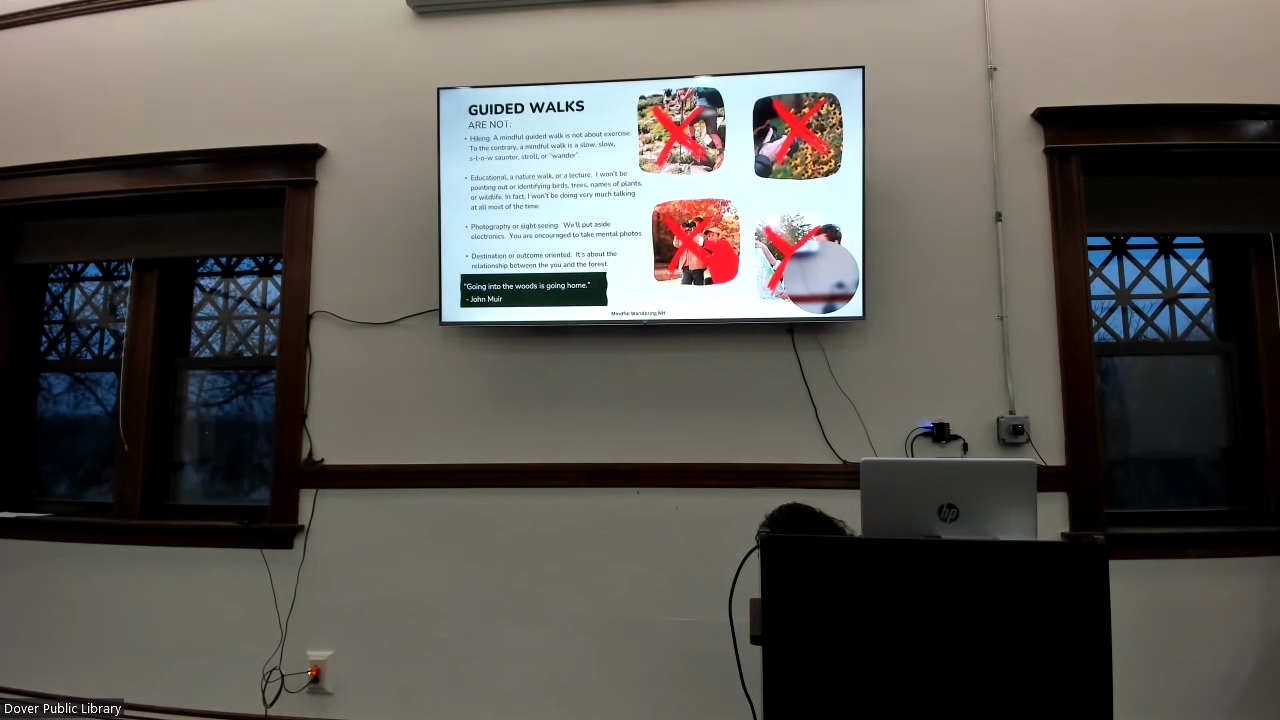 GUIDED WALKS
ARE NOT:
• Hiking. A mindful guided walk is not about exercise.
To the contrary, a mindful walk is a slow, slow,
s-l-o-w saunter, stroll, or "wander".
• Educational, a nature walk, or a lecture. I won't be
pointing out or identifying birds, trees, names of plants,
or wildlife. In fact, I won't be doing very much talking
at all most of the time.
• Photography or sight seeing. We'll put aside
electronics. You are encouraged to take mental photos.
• Destination or outcome oriented. It's about the
relationship between the you and the forest.
"Going into the woods is going home."
- John Muir
Mindful Wandering NH
hp
Dover Public Library